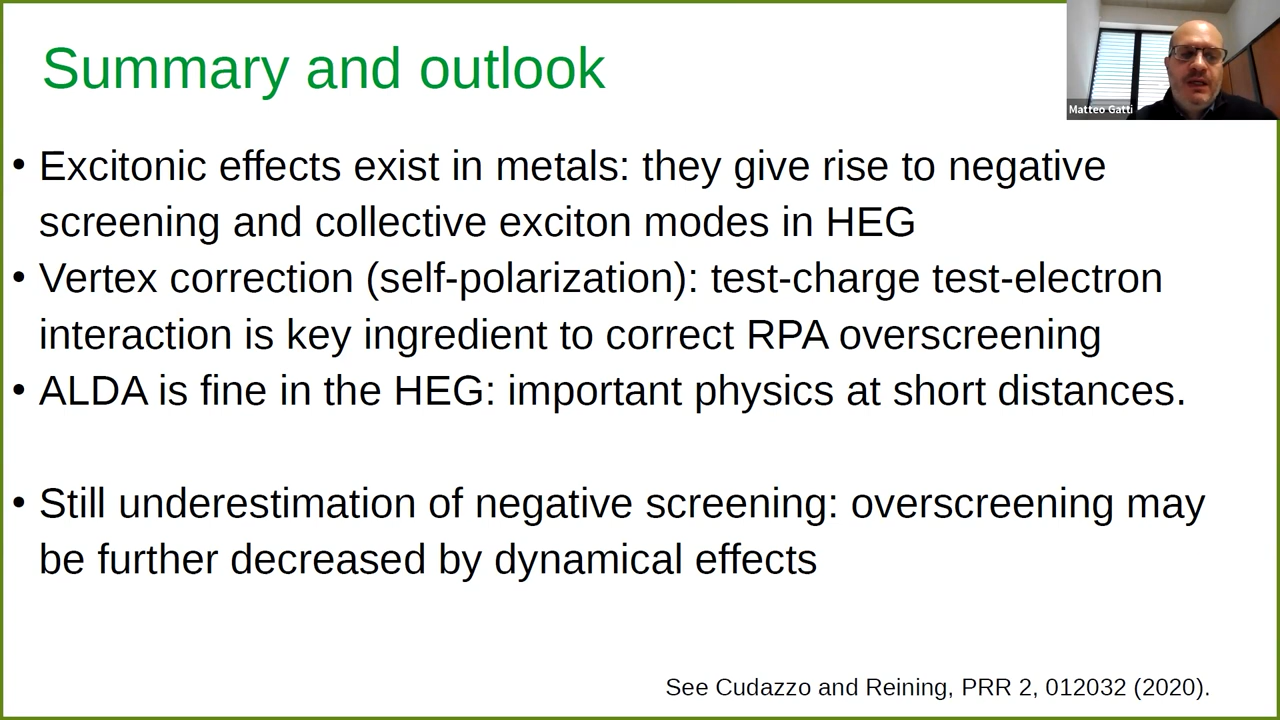 Summary and outlook
Matteo Gatti
• Excitonic effects exist in metals: they give rise to negative
screening and collective exciton modes in HEG
• Vertex correction (self-polarization): test-charge test-electron
interaction is key ingredient to correct RPA overscreening
• ALDA is fine in the HEG: important physics at short distances.
• Still underestimation of negative screening: overscreening may
be further decreased by dynamical effects
See Cudazzo and Reining, PRR 2, 012032 (2020).